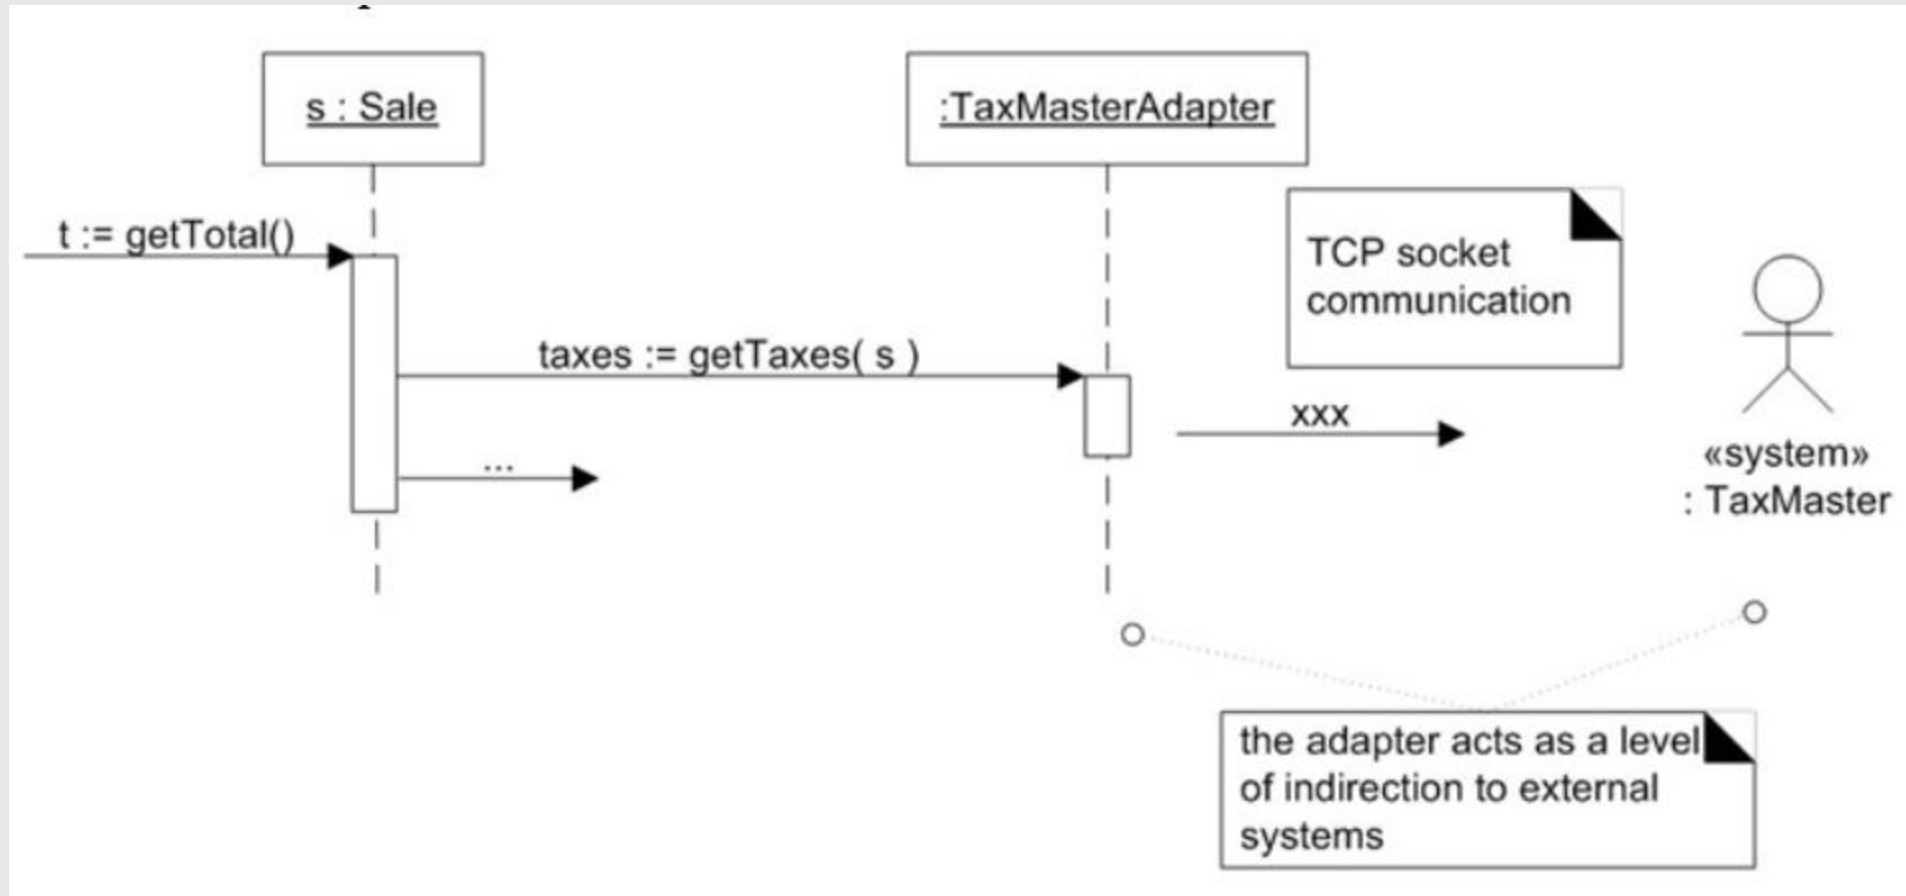 s : Sale
:TaxMasterAdapter
t := getTotal()
TCP socket
communication
taxes := getTaxes( s )
xxx
...
«system»
: TaxMaster
the adapter acts as a level
of indirection to external
systems